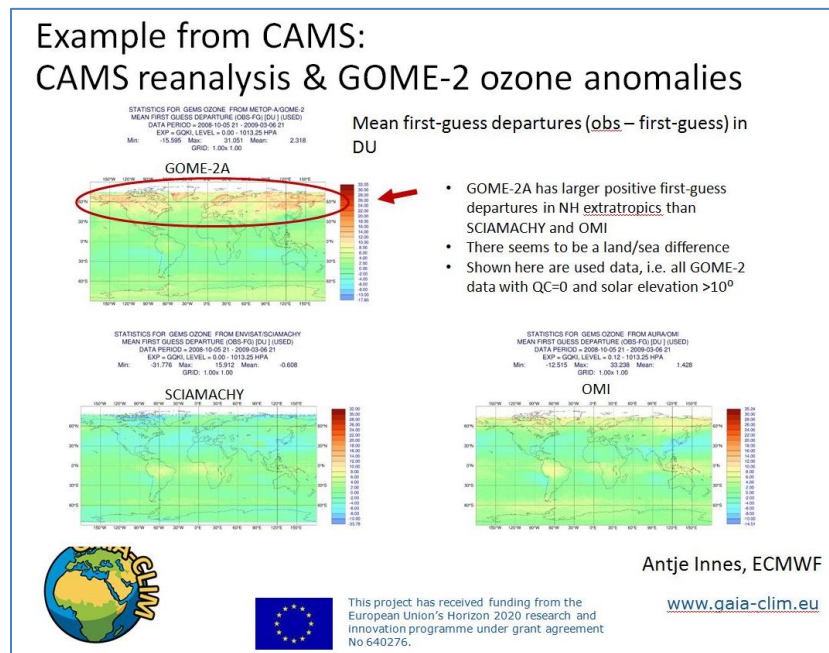 Example from CAMS:
CAMS reanalysis & GOME-2 ozone anomalies
STATISTICS FOR GEMS OZONE FROM METOP-A/GOME-2
MEAN FIRST GUESS DEPARTURE (OBS-FG) [DU ] (USED)
DATA PERIOD = 2008-10-05 21 - 2009-03-06 21
EXP = GQKI, LEVEL = 0.00 - 1013.25 HPA
Min: -15.595 Max: 31.051 Mean: 2.318
GRID: 1.00x 1.00
GOME-2A
Mean first-guess departures (obs – first-guess) in
DU
• GOME-2A has larger positive first-guess
departures in NH extratropics than
SCIAMACHY and OMI
• There seems to be a land/sea difference
• Shown here are used data, i.e. all GOME-2
data with QC=0 and solar elevation >10⁰
STATISTICS FOR GEMS OZONE FROM ENVISAT/SCIAMACHY
MEAN FIRST GUESS DEPARTURE (OBS-FG) [DU ] (USED)
DATA PERIOD = 2008-10-05 21 - 2009-03-06 21
EXP = GQKI, LEVEL = 0.00 - 1013.25 HPA
Min: -31.776 Max: 15.912 Mean: -0.608
GRID: 1.00x 1.00
SCIAMACHY
STATISTICS FOR GEMS OZONE FROM AURA/OMI
MEAN FIRST GUESS DEPARTURE (OBS-FG) [DU ] (USED)
DATA PERIOD = 2008-10-05 21 - 2009-03-06 21
EXP = GQKI, LEVEL = 0.12 - 1013.25 HPA
Min: -12.515 Max: 33.238 Mean: 1.428
GRID: 1.00x 1.00
OMI
Antje Innes, ECMWF
-CLIM
This project has received funding from the
European Union's Horizon 2020 research and
innovation programme under grant agreement
No 640276.
www.gaia-clim.eu